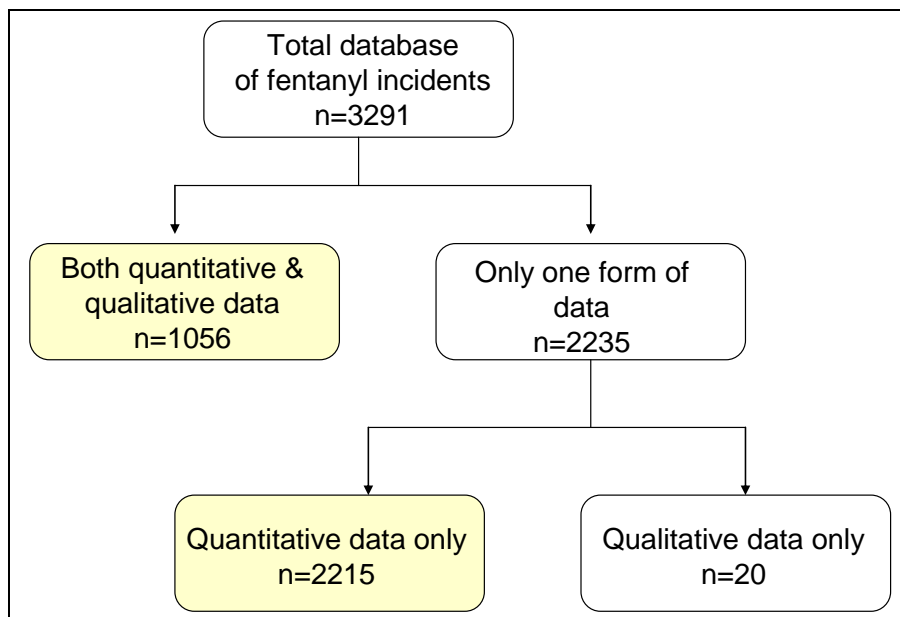 Total database
of fentanyl incidents
n=3291
Both quantitative &
qualitative data
n=1056
Only one form of
data
n=2235
Quantitative data only
n=2215
Qualitative data only
n=20